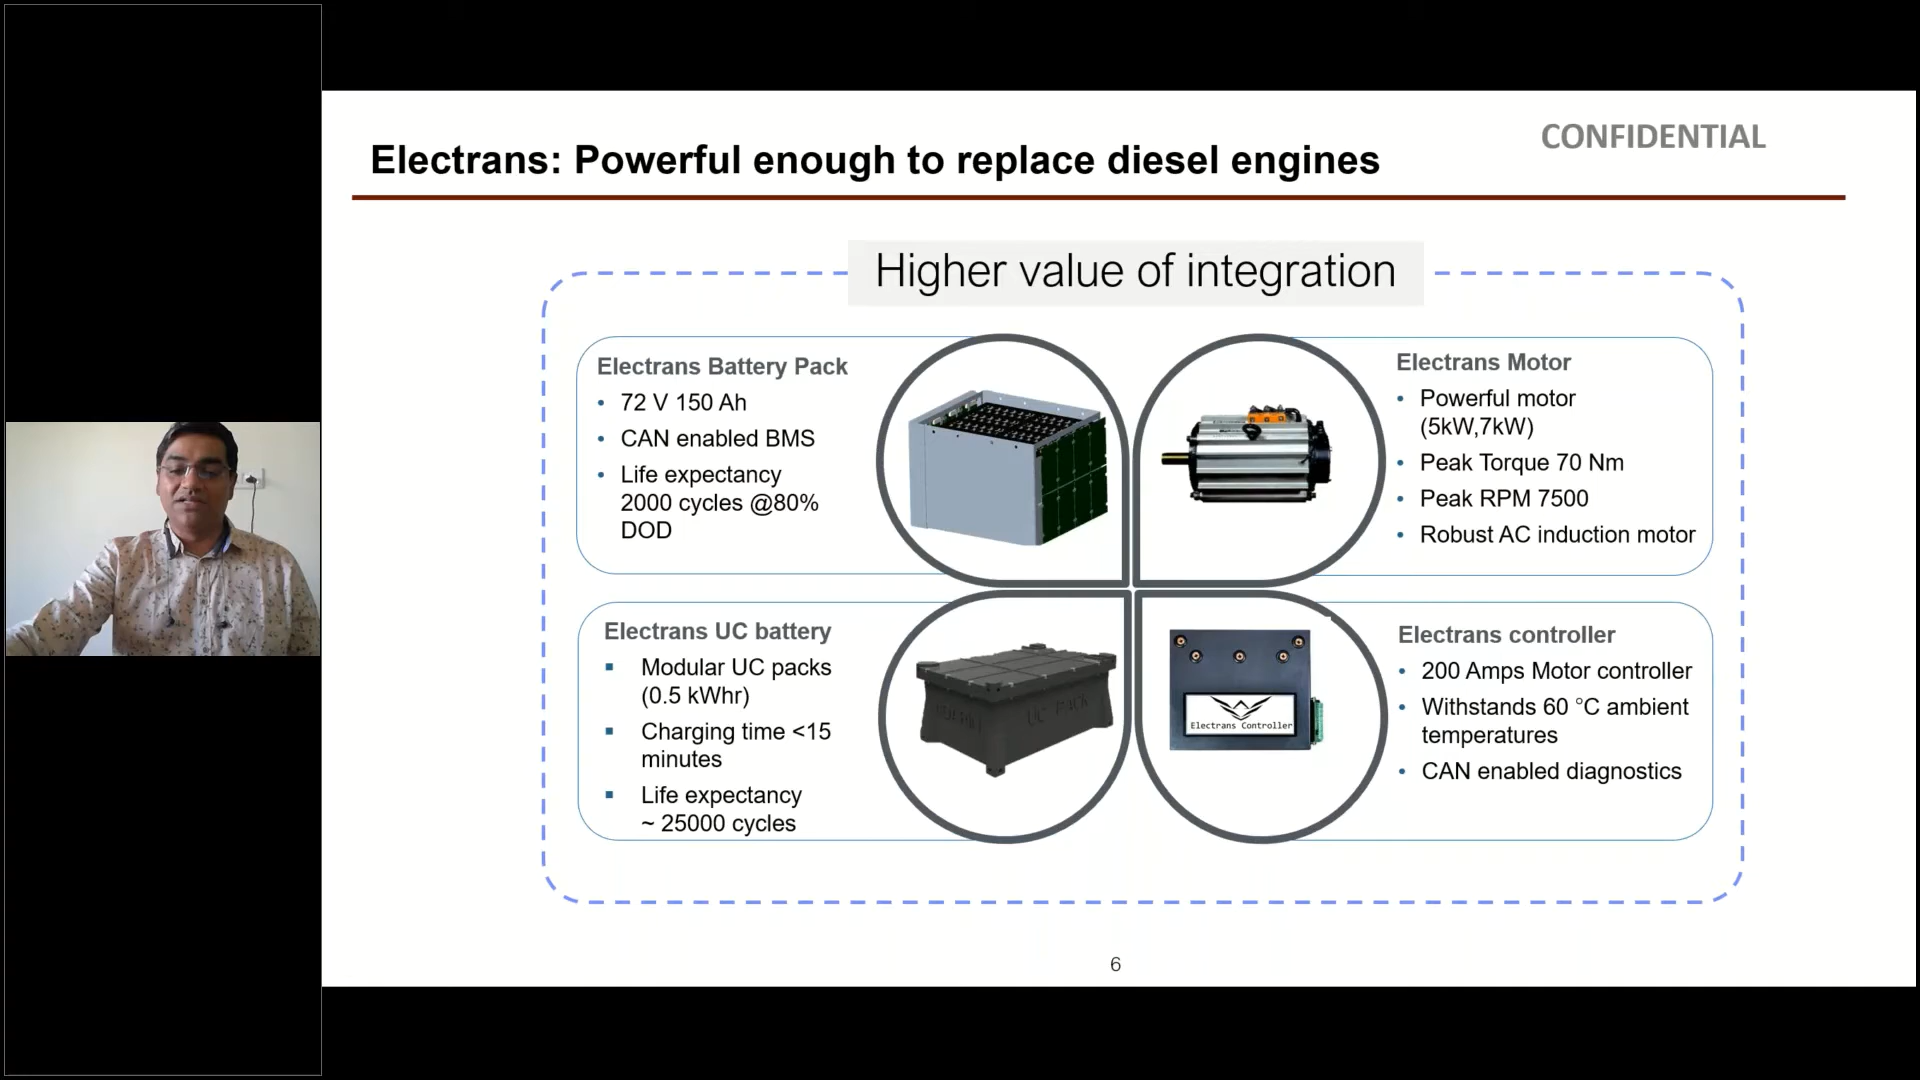 CONFIDENTIAL
Electrans: Powerful enough to replace diesel engines
Higher value of integration
Electrans Battery Pack
• 72 V 150 Ah
• CAN enabled BMS
• Life expectancy
2000 cycles @80%
DOD
Electrans Motor
• Powerful motor
(5kW,7kW)
• Peak Torque 70 Nm
• Peak RPM 7500
• Robust AC induction motor
Electrans UC battery
▪ Modular UC packs
(0.5 kWhr)
▪ Charging time <15
minutes
▪ Life expectancy
~ 25000 cycles
UC PACK
Electrans Controller
Electrans controller
• 200 Amps Motor controller
• Withstands 60 °C ambient
temperatures
• CAN enabled diagnostics
6